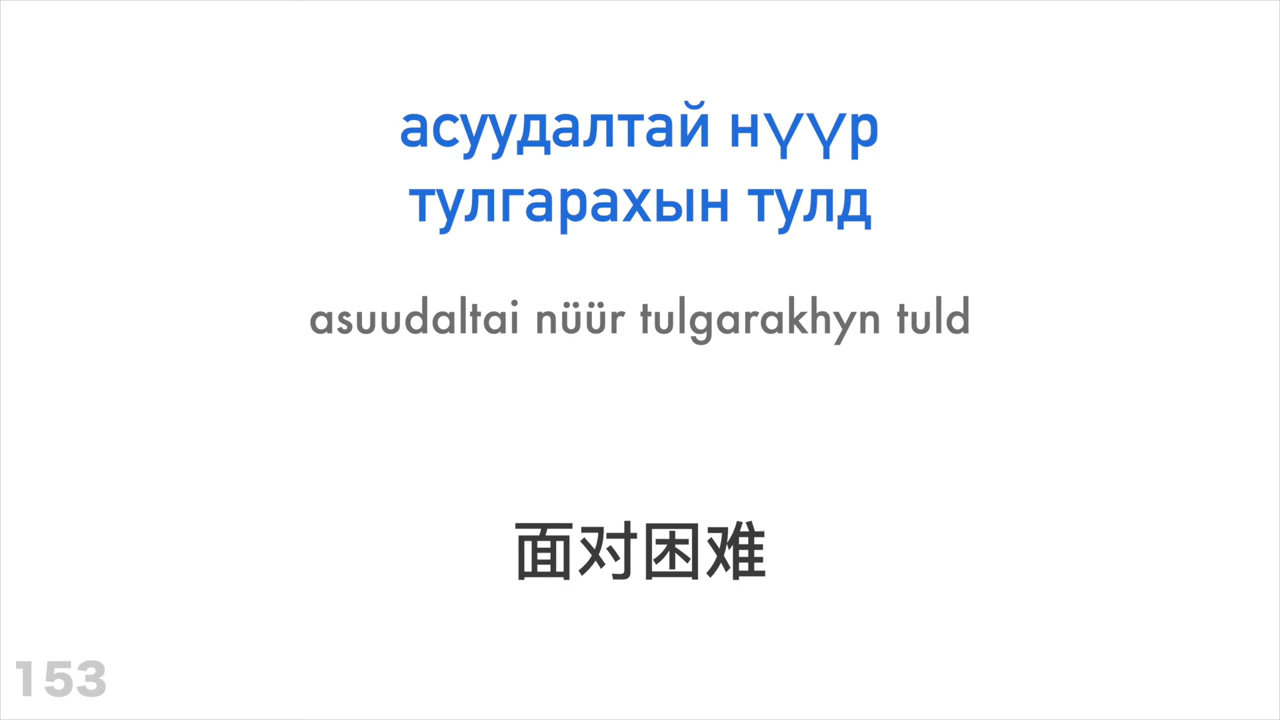 асуудалтай нүүр
тулгарахын тулд
asuudaltai nüür tulgarakhyn tuld
面对困难
153